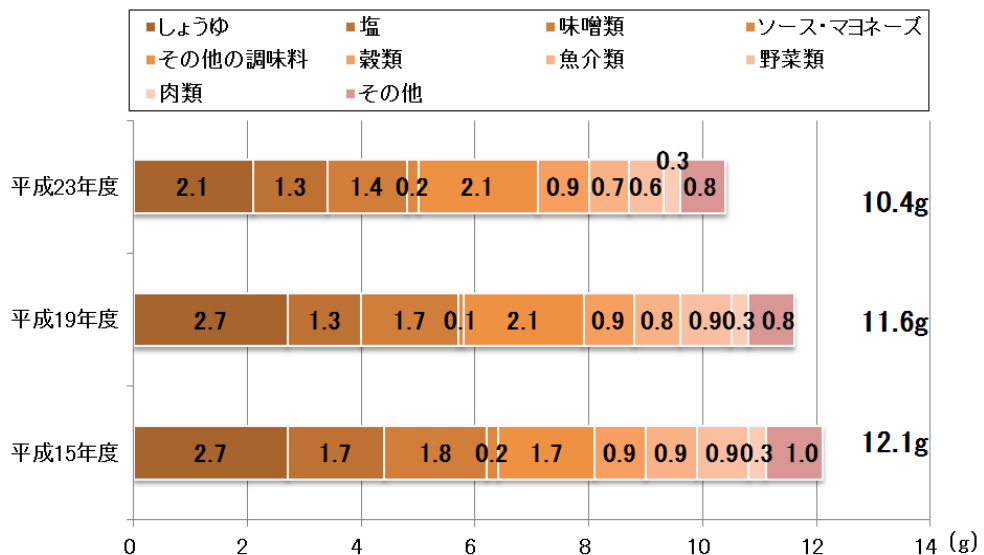 しょうゆ 塩 味噌類 ソース・マヨネーズ
その他の調味料 穀類 魚介類 野菜類
肉類 その他
平成23年度 2.1 1.3 1.4 0.2 2.1 0.9 0.7 0.6 0.3 0.8 10.4g
平成19年度 2.7 1.3 1.7 0.1 2.1 0.9 0.8 0.9 0.3 0.8 11.6g
平成15年度 2.7 1.7 1.8 0.2 1.7 0.9 0.9 0.9 0.3 1.0 12.1g
0 2 4 6 8 10 12 14 (g)